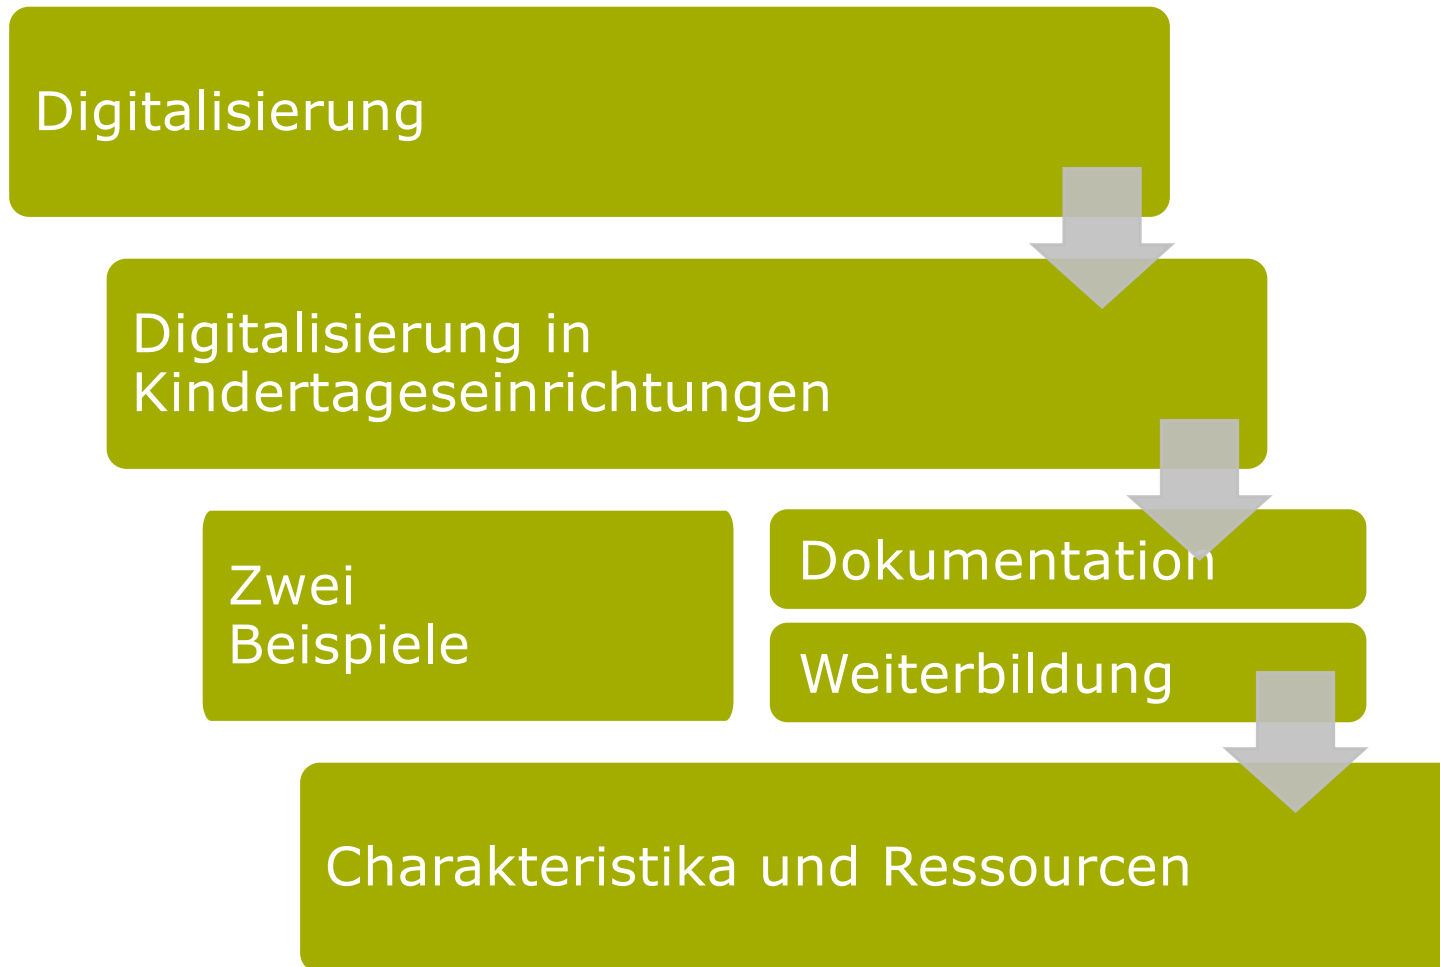 Digitalisierung
Digitalisierung in
Kindertageseinrichtungen
Zwei
Beispiele
Dokumentation
Weiterbildung
Charakteristika und Ressourcen